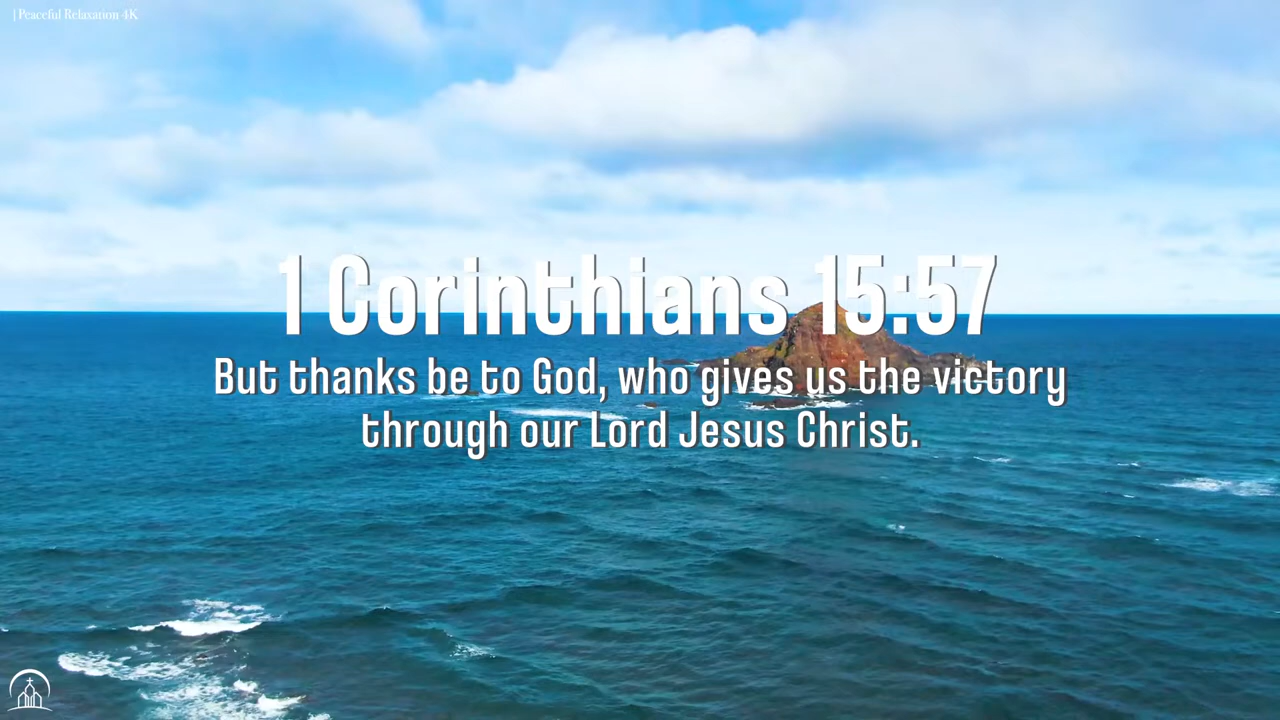 | Peaceful Relaxation 4K
1 Corinthians 15:57
But thanks be to God, who gives us the victory
through our Lord Jesus Christ.